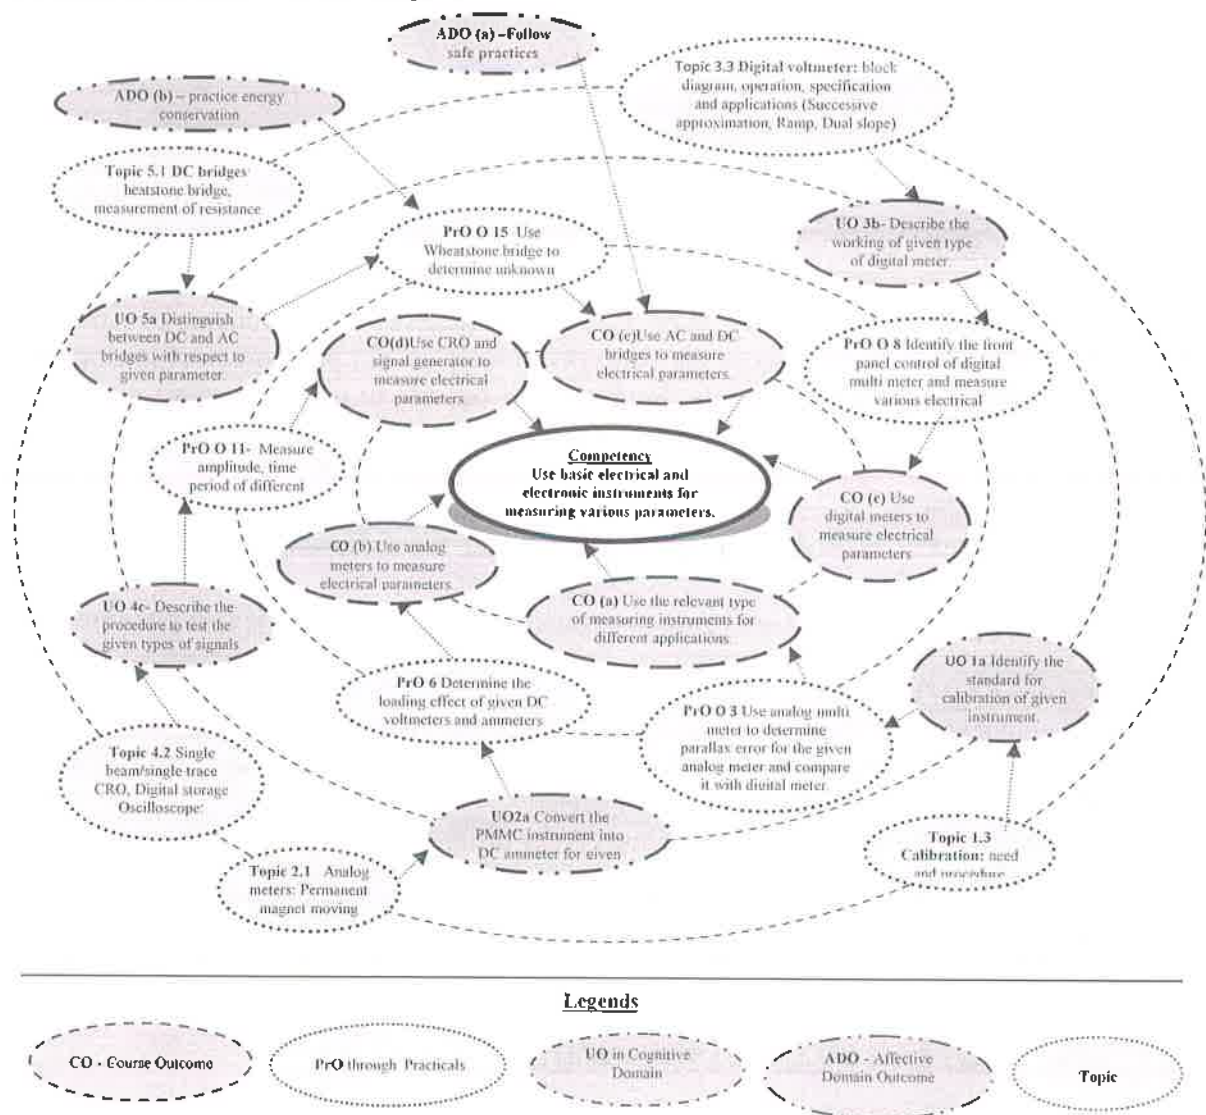 ADO (a) –Follow
safe practices
Topic 3.3 Digital voltmeter: block
diagram, operation, specification
and applications (Successive
approximation, Ramp, Dual slope)
ADO (b) – practice energy
conservation
Topic 5.1 DC bridges
heatstone bridge,
measurement of resistance
PrO O 15 Use
Wheatstone bridge to
determine unknown
UO 3b- Describe the
working of given type
of digital meter.
UO 5a Distinguish
between DC and AC
bridges with respect to
given parameter.
CO(d)Use CRO and
signal generator to
measure electrical
parameters.
CO (e)Use AC and DC
bridges to measure
electrical parameters.
PrO O 8 Identify the front
panel control of digital
multi meter and measure
various electrical
PrO O 11- Measure
amplitude, time
period of different
Competency
Use basic electrical and
electronic instruments for
measuring various parameters.
CO (c) Use
digital meters to
measure electrical
parameters
CO (b) Use analog
meters to measure
electrical parameters
CO (a) Use the relevant type
of measuring instruments for
different applications.
UO 4c- Describe the
procedure to test the
given types of signals
UO 1a Identify the
standard for
calibration of given
instrument.
PrO 6 Determine the
loading effect of given DC
voltmeters and ammeters
PrO O 3 Use analog multi
meter to determine
parallax error for the given
analog meter and compare
it with digital meter.
Topic 4.2 Single
beam/single trace
CRO, Digital storage
Oscilloscope:
UO2a Convert the
PMMC instrument into
DC ammeter for given
Topic 1.3
Calibration: need
and procedure
Topic 2.1 Analog
meters: Permanent
magnet moving
Legends
CO - Course Outcome
PrO through Practicals
UO in Cognitive
Domain
ADO - Affective
Domain Outcome
Topic